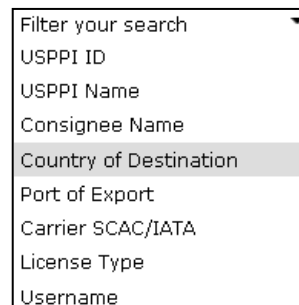 Filter your search
USPPI ID
USPPI Name
Consignee Name
Country of Destination
Port of Export
Carrier SCAC/IATA
License Type
Username